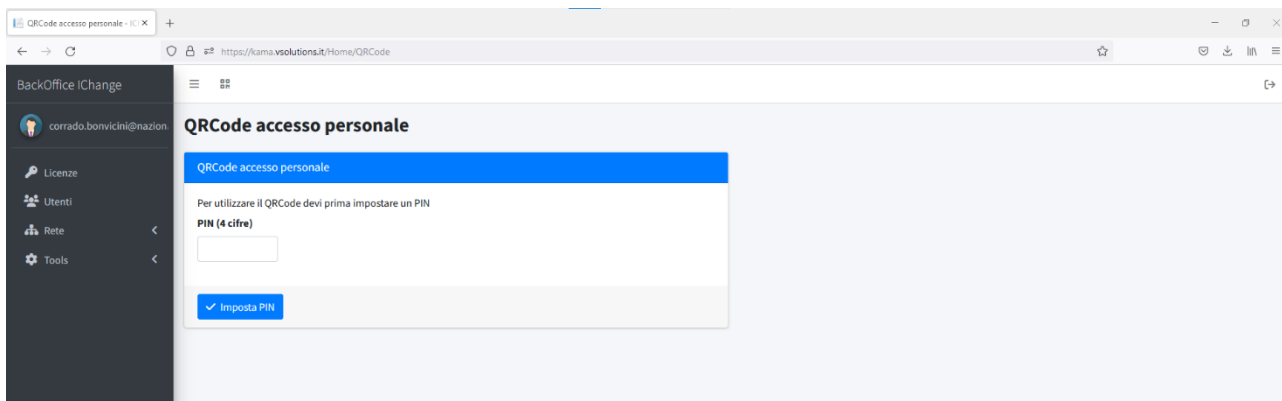 QRCode accesso personale - IC
https://kama.vsolutions.it/Home/QRCode
BackOffice IChange
corrado.bonvicini@nazion
Licenze
Utenti
Rete
Tools
QRCode accesso personale
QRCode accesso personale
Per utilizzare il QRCode devi prima impostare un PIN
PIN (4 cifre)
Imposta PIN